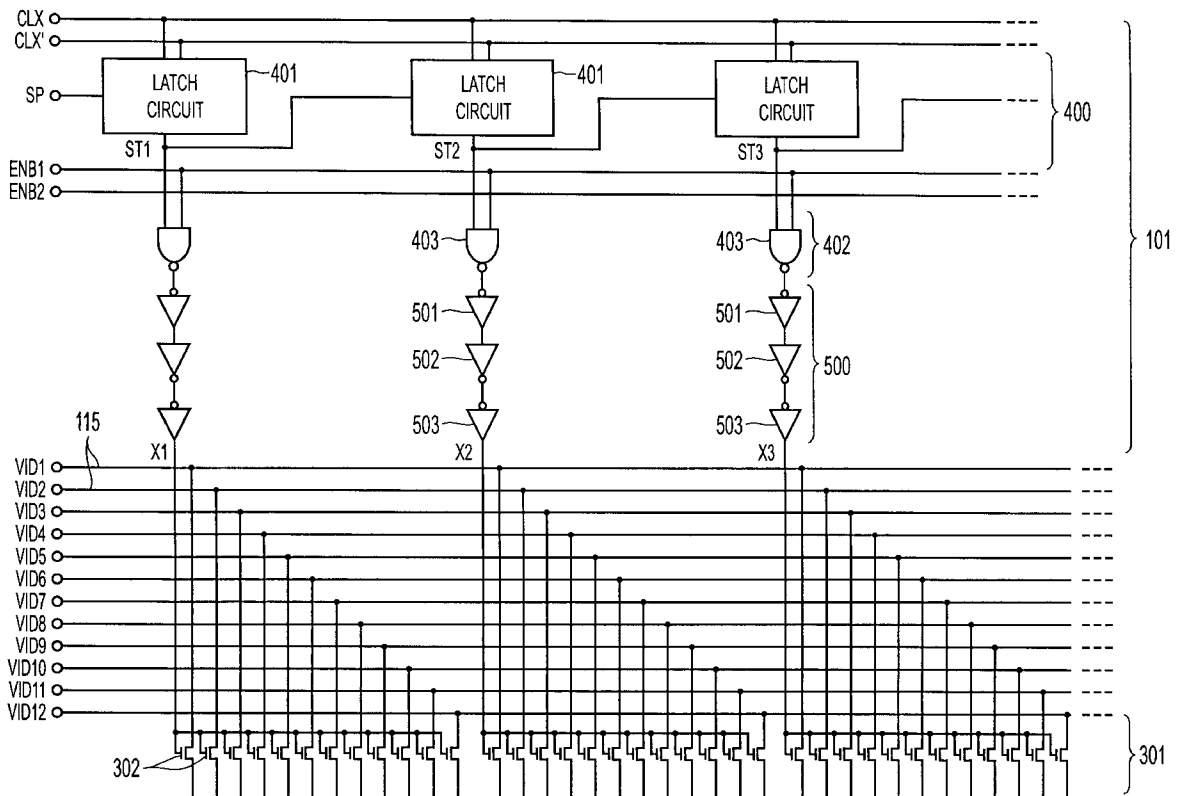 CLX
CLX'
LATCH
CIRCUIT
401
LATCH
CIRCUIT
401
LATCH
CIRCUIT
SP
400
ST1
ST2
ST3
ENB1
ENB2
403
403
402
101
501
501
502
502
500
503
503
115
X1
X2
X3
VID1
VID2
VID3
VID4
VID5
VID6
VID7
VID8
VID9
VID10
VID11
VID12
302
301